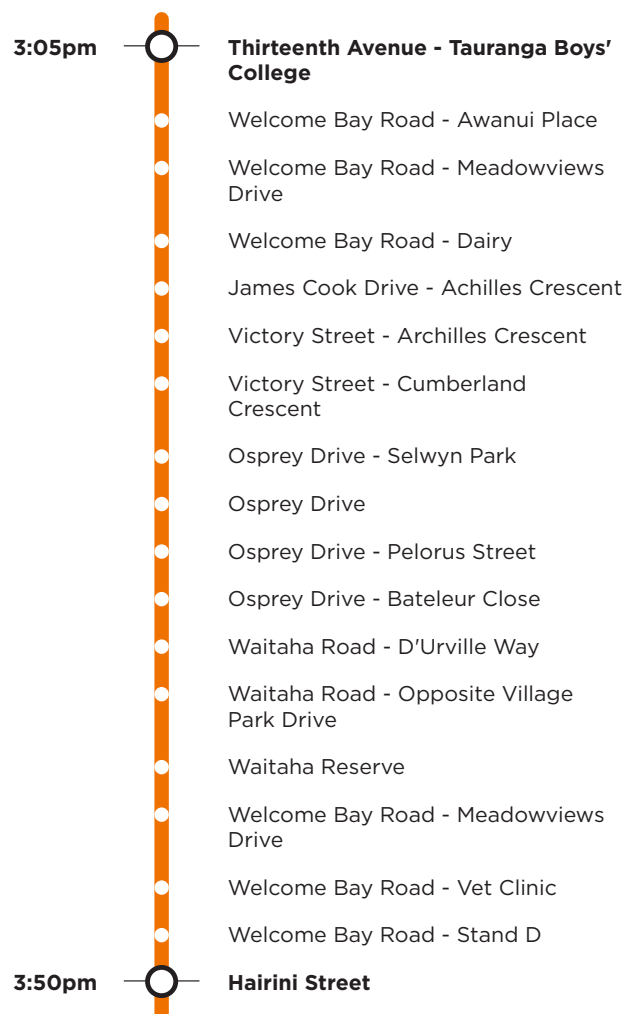 3:05pm Thirteenth Avenue - Tauranga Boys'
College
Welcome Bay Road - Awanui Place
Welcome Bay Road - Meadowviews
Drive
Welcome Bay Road - Dairy
James Cook Drive - Achilles Crescent
Victory Street - Archilles Crescent
Victory Street - Cumberland
Crescent
Osprey Drive - Selwyn Park
Osprey Drive
Osprey Drive - Pelorus Street
Osprey Drive - Bateleur Close
Waitaha Road - D'Urville Way
Waitaha Road - Opposite Village
Park Drive
Waitaha Reserve
Welcome Bay Road - Meadowviews
Drive
Welcome Bay Road - Vet Clinic
Welcome Bay Road - Stand D
3:50pm Hairini Street